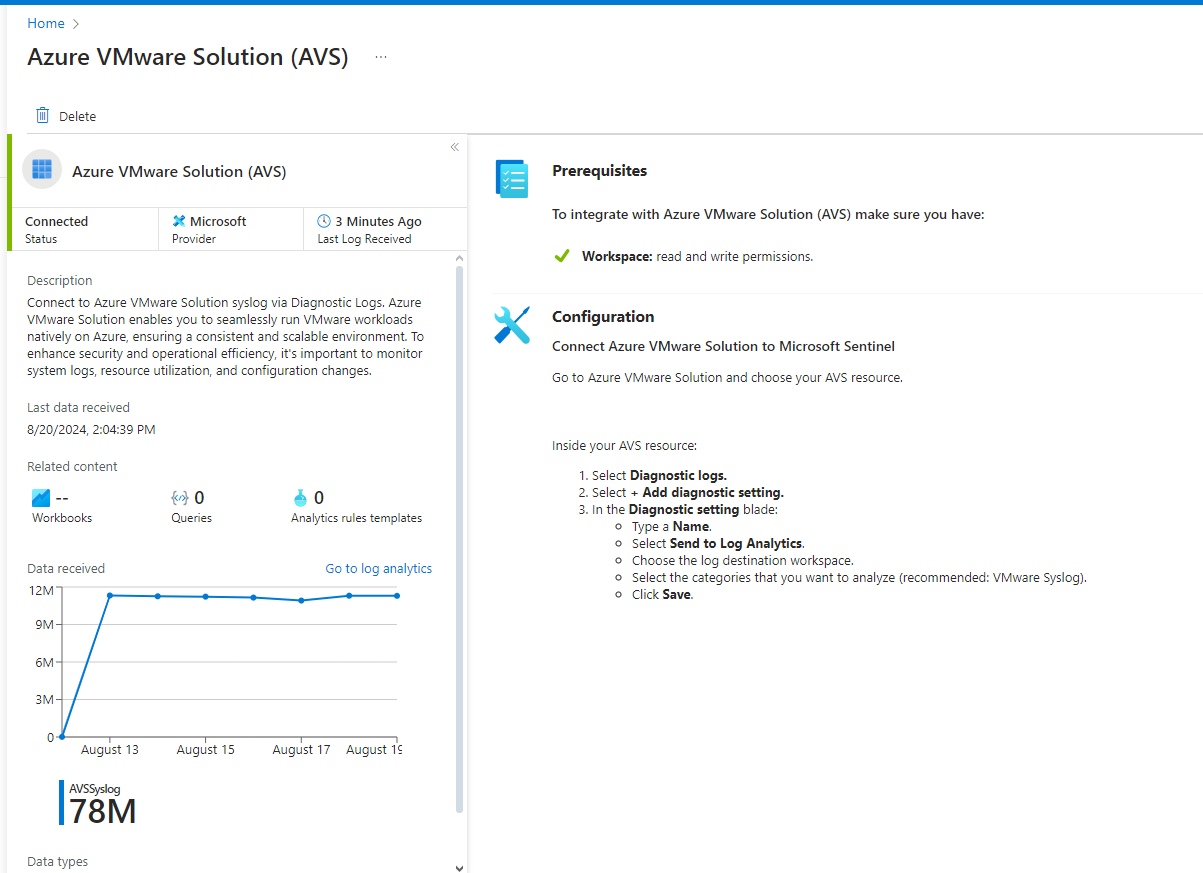 Home
Azure VMware Solution (AVS) ...
Delete
Azure VMware Solution (AVS)
Connected
Status
Microsoft
Provider
3 Minutes Ago
Last Log Received
Description
Connect to Azure VMware Solution syslog via Diagnostic Logs. Azure
VMware Solution enables you to seamlessly run VMware workloads
natively on Azure, ensuring a consistent and scalable environment. To
enhance security and operational efficiency, it's important to monitor
system logs, resource utilization, and configuration changes.
Last data received
8/20/2024, 2:04:39 PM
Related content
--
Workbooks
0
Queries
0
Analytics rules templates
Data received
Go to log analytics
12M
9M
6M
3M
0
August 13 August 15 August 17 August 19
AVSSyslog
78M
Data types
Prerequisites
To integrate with Azure VMware Solution (AVS) make sure you have:
Workspace: read and write permissions.
Configuration
Connect Azure VMware Solution to Microsoft Sentinel
Go to Azure VMware Solution and choose your AVS resource.
Inside your AVS resource:
1. Select Diagnostic logs.
2. Select + Add diagnostic setting.
3. In the Diagnostic setting blade:
Type a Name.
Select Send to Log Analytics.
Choose the log destination workspace.
Select the categories that you want to analyze (recommended: VMware Syslog).
Click Save.